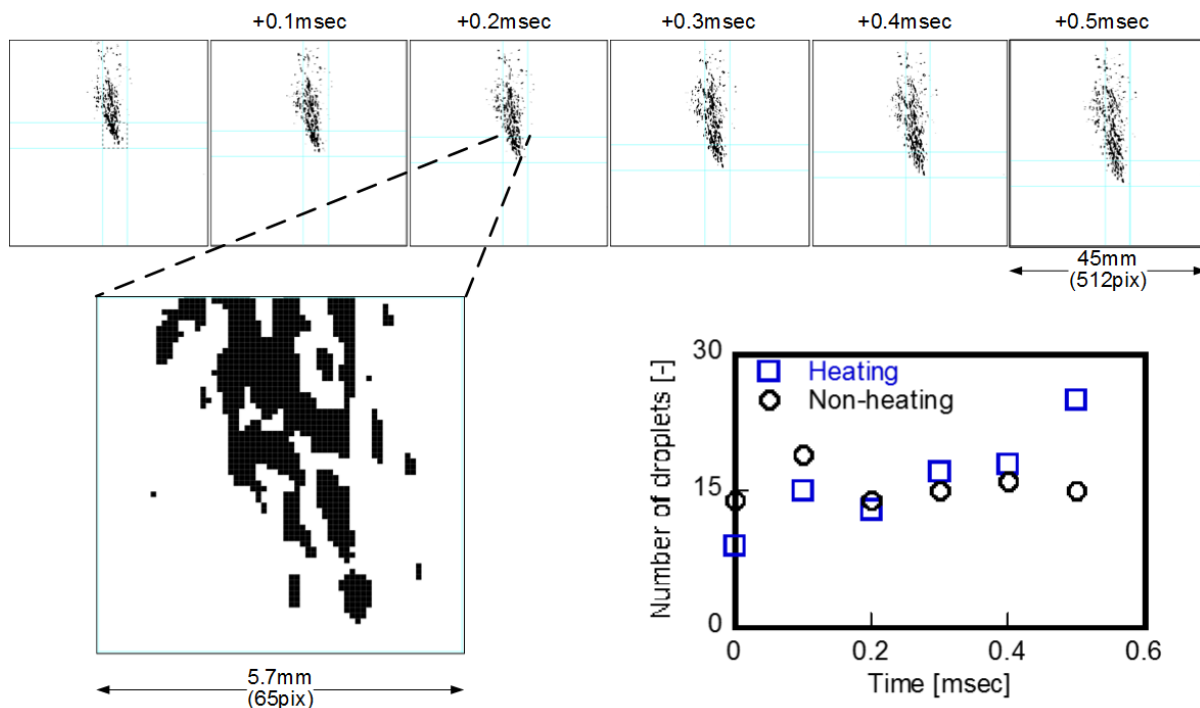 +0.1msec
+0.2msec
+0.3msec
+0.4msec
+0.5msec
45mm
(512pix)
5.7mm
(65pix)
30
15
0
Number of droplets [-]
Heating
Non-heating
0
0.2
0.4
0.6
Time [msec]